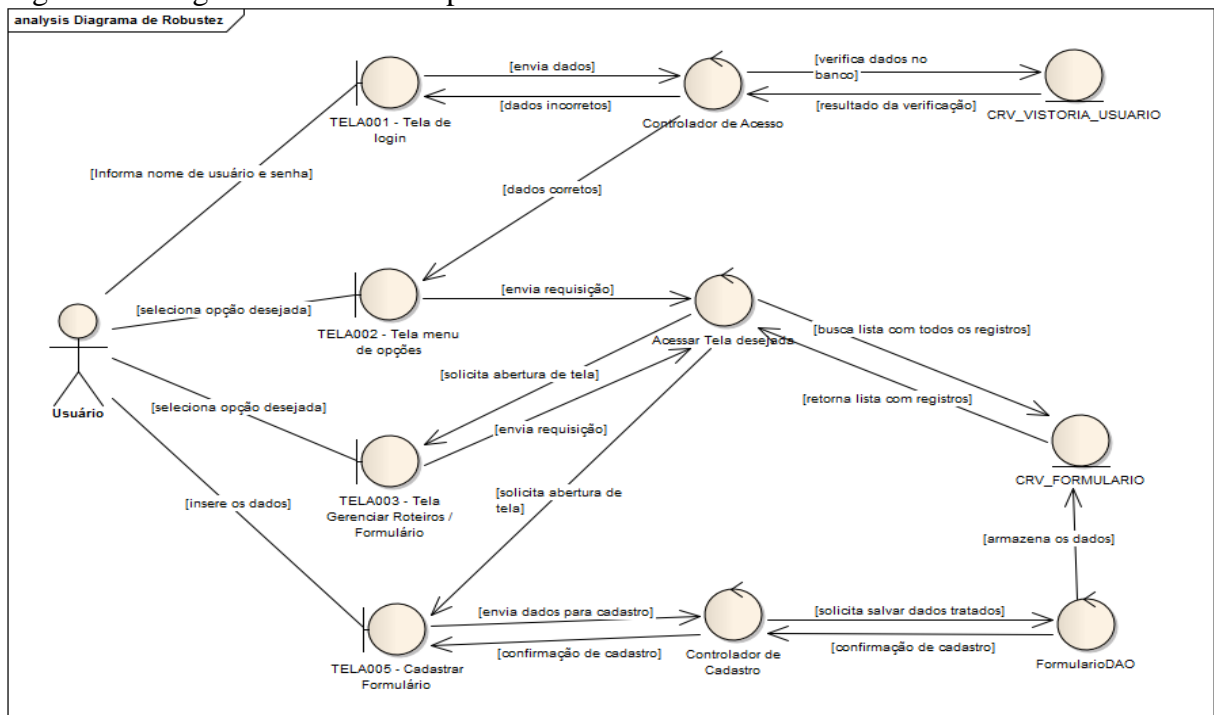 analysis Diagrama de Robustez
[envia dados]
[dados incorretos]
TELA001 - Tela de
login
Controlador de Acesso
[verifica dados no
banco]
[resultado da verificação]
CRV_VISTORIA_USUARIO
[Informa nome de usuário e senha]
[dados corretos]
[seleciona opção desejada]
TELA002 - Tela menu
de opções
[envia requisição]
Acessar Tela desejada
[busca lista com todos os registros]
[solicita abertura de tela]
[retorna lista com registros]
Usuário
[seleciona opção desejada]
[envia requisição]
CRV_FORMULARIO
TELA003 - Tela
Gerenciar Roteiros /
Formulário
[insere os dados]
[solicita abertura de
tela]
[armazena os dados]
[envia dados para cadastro]
[confirmação de cadastro]
TELA005 - Cadastrar
Formulário
Controlador de
Cadastro
[solicita salvar dados tratados]
[confirmação de cadastro]
FormularioDAO